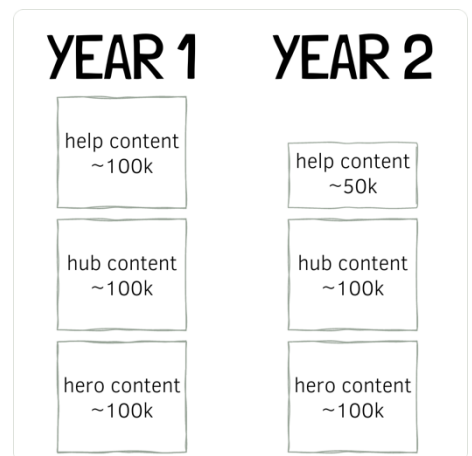 YEAR 1
help content
~100k
hub content
~100k
hero content
~100k
YEAR 2
help content
~50k
hub content
~100k
hero content
~100k